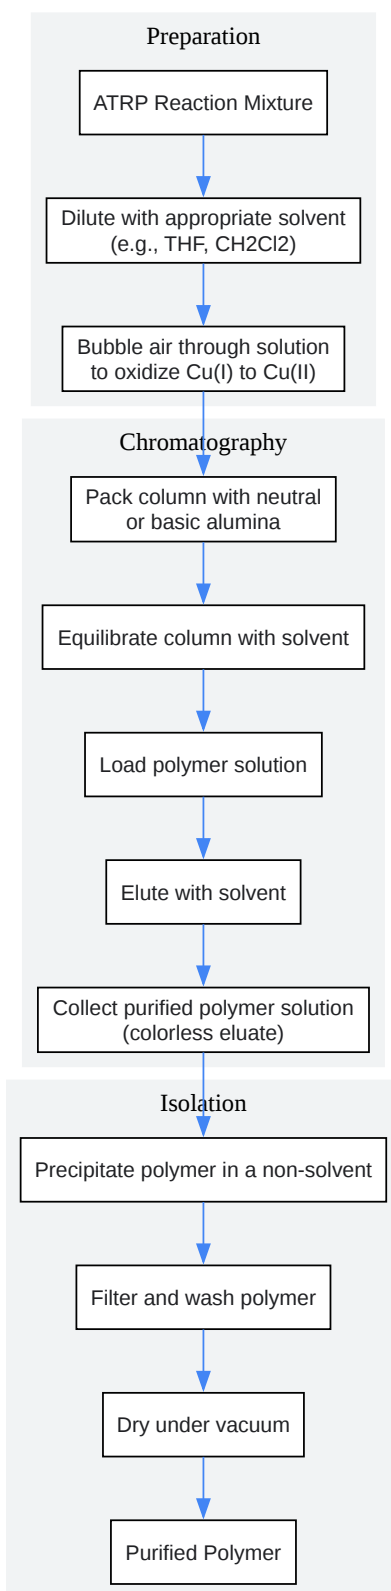 Preparation
ATRP Reaction Mixture
Dilute with appropriate solvent
(e.g., THF, CH2Cl2)
Bubble air through solution
to oxidize Cu(I) to Cu(II)
Chromatography
Pack column with neutral
or basic alumina
Equilibrate column with solvent
Load polymer solution
Elute with solvent
Collect purified polymer solution
(colorless eluate)
Isolation
Precipitate polymer in a non-solvent
Filter and wash polymer
Dry under vacuum
Purified Polymer